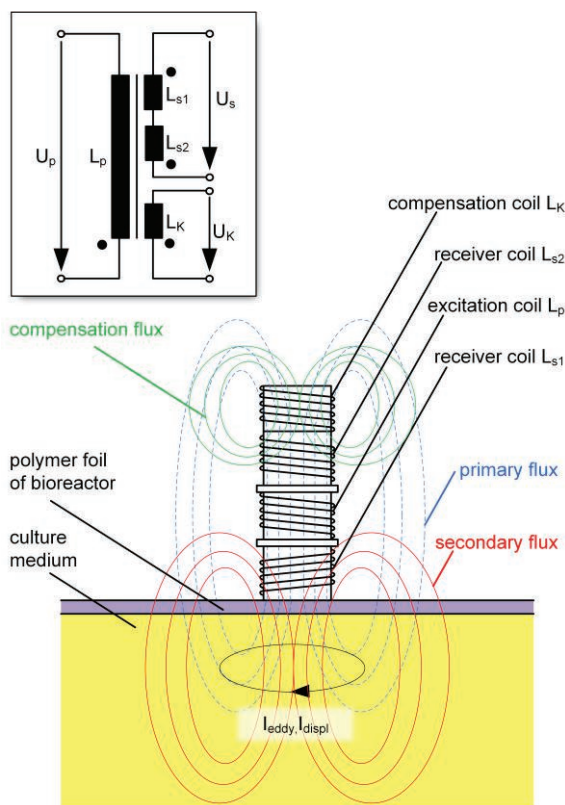 L_s1
U_s
U_p
L_p
L_s2
L_K
U_K
compensation coil L_K
receiver coil L_s2
excitation coil L_p
compensation flux
receiver coil L_s1
polymer foil
of bioreactor
primary flux
culture
medium
secondary flux
I_eddy,I_displ